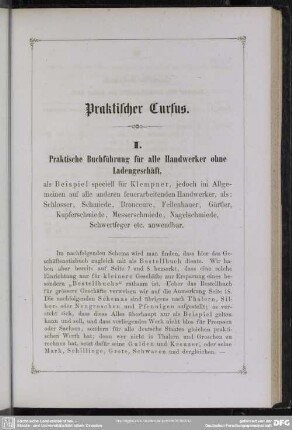 Praktischer Cursus.
I.
Praktische Buchführung für alle Handwerker ohne
Ladengeschäft,
als Beispiel speciell für Klempner, jedoch im Allge-
meinen auf alle anderen feuerarbeitenden Handwerker, als:
Schlosser, Schmiede, Bronceure, Feilenhauer, Gürtler,
Kupferschmiede, Messerschmiede, Nagelschmiede,
Schwertfeger etc. anwendbar.
Im nachfolgenden Schema wird man finden, dass hier das Ge-
schäftsnotizbuch zugleich mit als Bestellbuch diente. Wir
haben aber bereits auf Seite 7 und 8 bemerkt, dass eine solche
Einrichtung nur für kleinere Geschäfte zur Ersparung eines be-
sondern „Bestellbuchs“ rathsam ist. Ueber das Bestellbuch
für grössere Geschäfte verweisen wir auf die Anmerkung Seite 18.
Die nachfolgenden Schemas sind übrigens nach Thalern, Sil-
ber- oder Neugroschen und Pfennigen aufgestellt; es ver-
steht sich, dass dies Alles überhaupt nur als Beispiel gelten
kann und soll, und dass vorliegendes Werk nicht blos für Preussen
oder Sachsen, sondern für alle deutsche Staaten gleichen prakti-
schen Werth hat; denn wer nicht in Thalern und Groschen zu
rechnen hat, setzt dafür seine Gulden und Kreuzer, oder seine
Mark, Schillinge, Grote, Schwaren und dergleichen. —